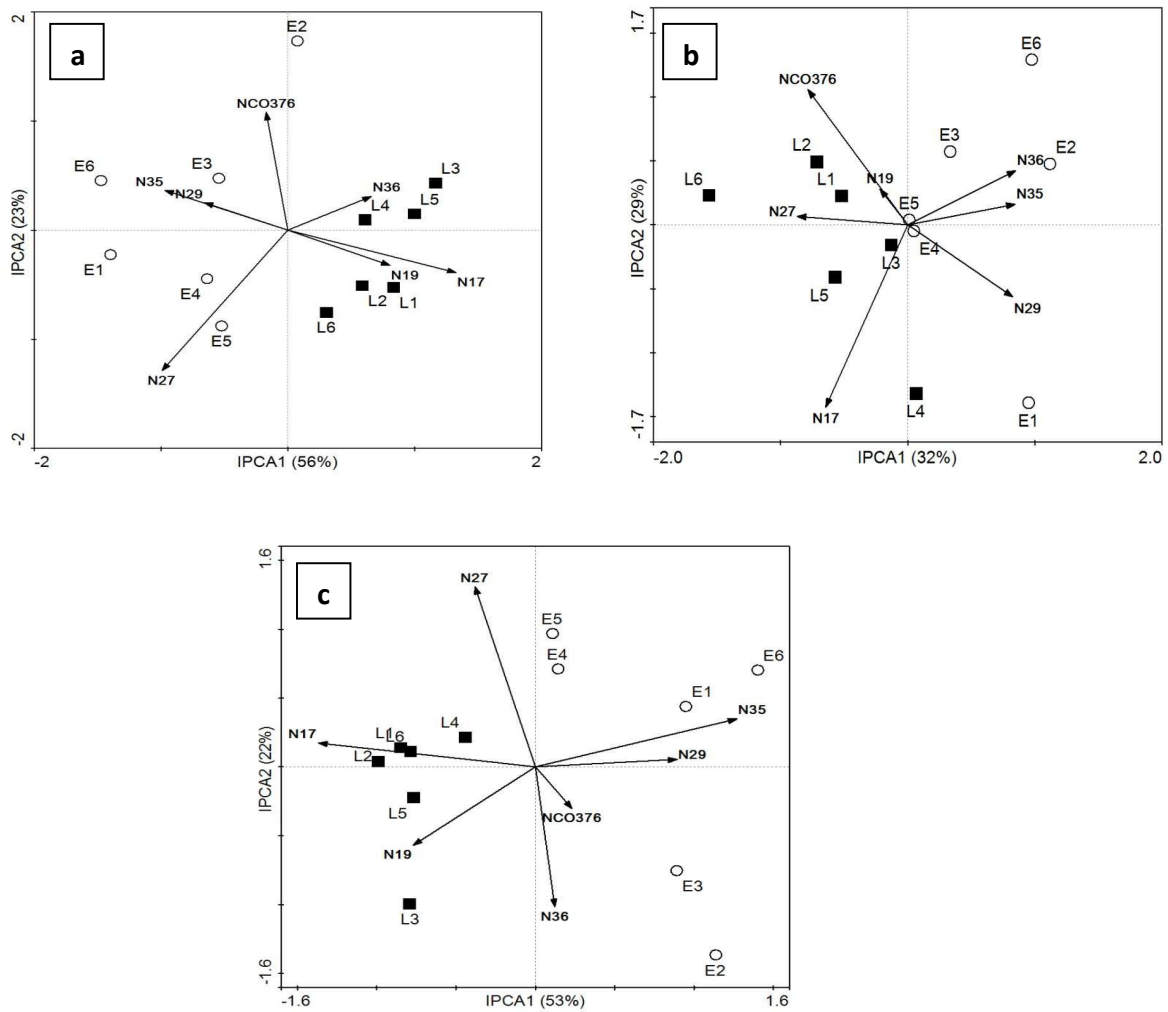 a
2
E2
NCO376
E6
E3
L3
N35
N29
N36
L5
L4
IPCA2 (23%)
E1
N19
N17
E4
L2
L1
L6
E5
N27
-2
-2
IPCA1 (56%)
2
b
1.7
E6
NCO376
E3
L2
N36
E2
L6
L1
N19
N35
N27
E5
IPCA2 (29%)
E4
L3
L5
N29
N17
L4
E1
-1.7
-2.0
IPCA1 (32%)
2.0
c
1.6
N27
E5
E4
E6
E1
N35
L4
N17
L1
L6
L2
N29
IPCA2 (22%)
L5
NCO376
N19
E3
L3
N36
E2
-1.6
-1.6
IPCA1 (53%)
1.6